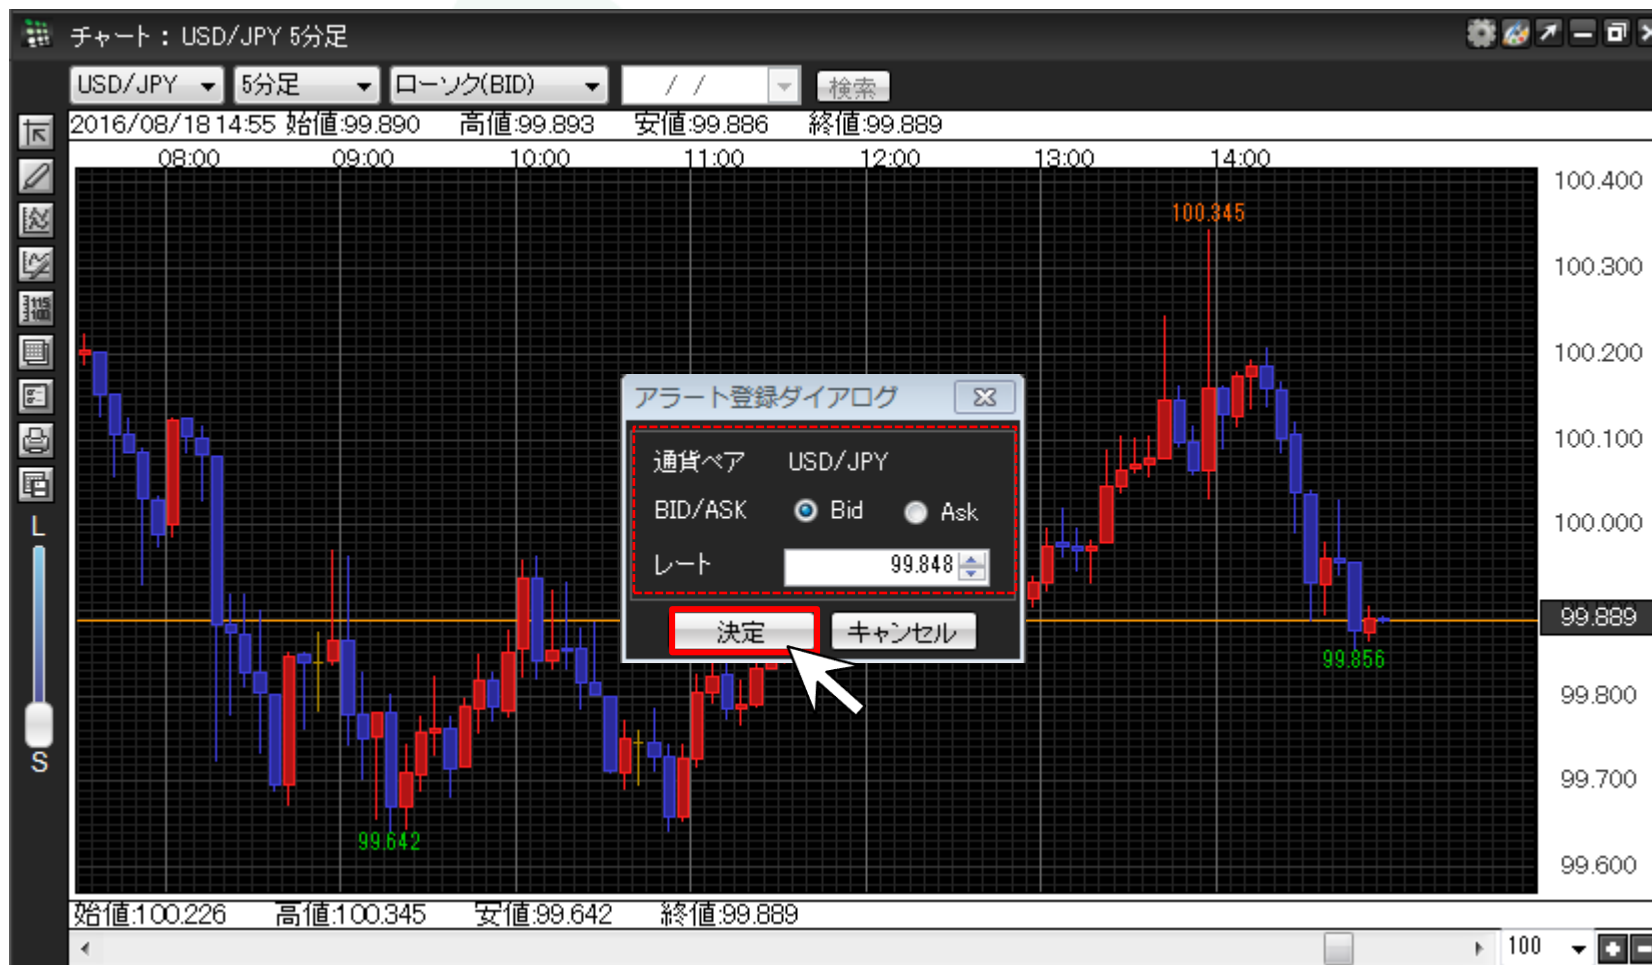 チャート：USD/JPY 5分足
USD/JPY 5分足 ローソク(BID) / / 検索
2016/08/18 14:55 始値:99.890 高値:99.893 安値:99.886 終値:99.889
08:00 09:00 10:00 11:00 12:00 13:00 14:00
100.400
100.345
100.300
100.200
アラート登録ダイアログ
100.100
通貨ペア USD/JPY
BID/ASK Bid Ask
100.000
レート 99.848
99.889
決定 キャンセル
99.856
99.800
99.700
99.642
99.600
115
100
L
S
始値:100.226 高値:100.345 安値:99.642 終値:99.889
100